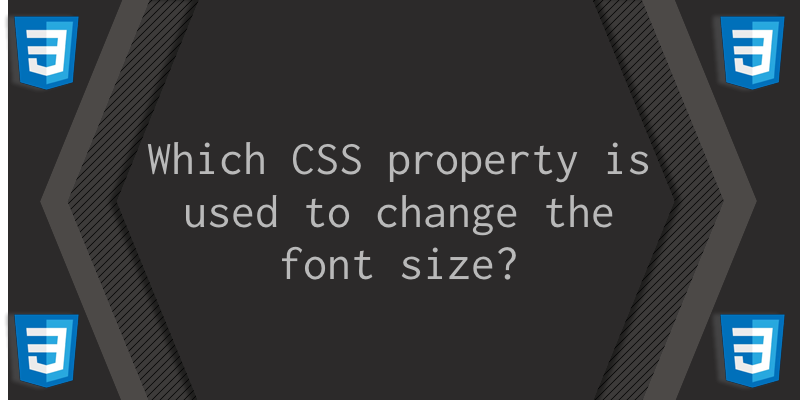 Which CSS property is
used to change the
font size?